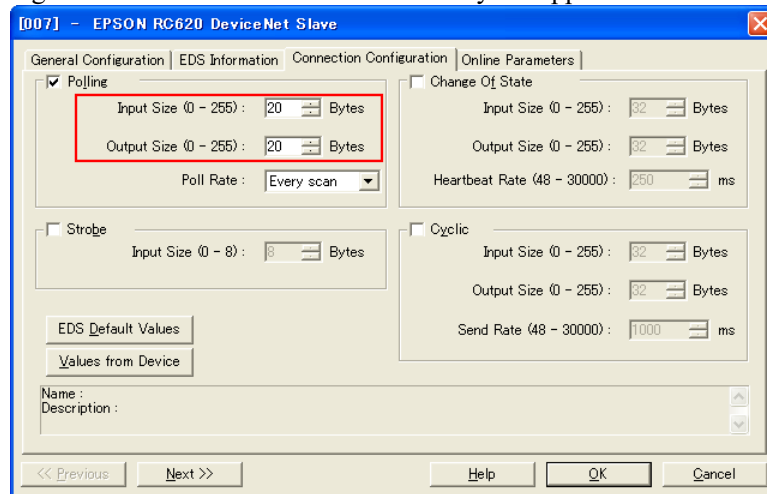 [007] - EPSON RC620 DeviceNet Slave
General Configuration EDS Information Connection Configuration Online Parameters
Polling
Input Size (0 - 255) : 20 Bytes
Output Size (0 - 255) : 20 Bytes
Poll Rate : Every scan
Change Of State
Input Size (0 - 255) : 32 Bytes
Output Size (0 - 255) : 32 Bytes
Heartbeat Rate (48 - 30000) : 250 ms
Strobe
Input Size (0 - 8) : 8 Bytes
Cyclic
Input Size (0 - 255) : 32 Bytes
Output Size (0 - 255) : 32 Bytes
Send Rate (48 - 30000) : 1000 ms
EDS Default Values
Values from Device
Name :
Description :
<< Previous Next >> Help OK Cancel